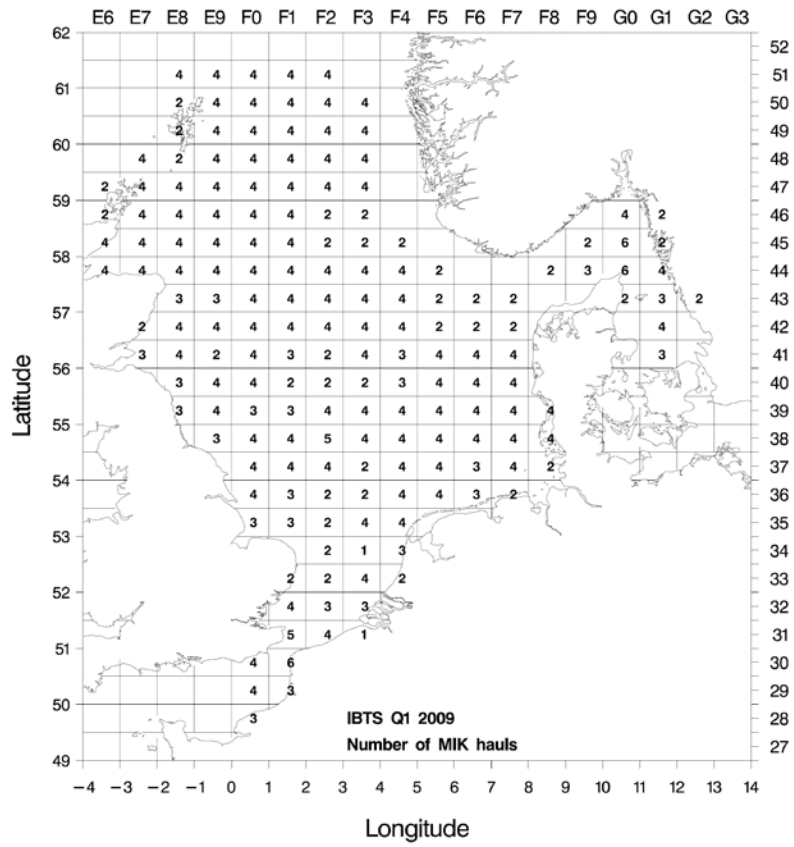 E6 E7 E8 E9 F0 F1 F2 F3 F4 F5 F6 F7 F8 F9 G0 G1 G2 G3
62
52
4 4 4 4 4 51
61
2 4 4 4 4 4 50
2 4 4 4 4 4 49
60
4 2 4 4 4 4 4 48
2 4 4 4 4 4 4 4 47
59
2 4 4 4 4 4 2 2 4 2 46
58 4 4 4 4 4 4 2 2 2 2 6 2 45
4 4 4 4 4 4 4 4 4 2 2 3 6 4 44
57
3 3 4 4 4 4 4 2 2 2 2 3 2 43
2 4 4 4 4 4 4 4 2 2 2 4 42
56
3 4 2 4 3 2 4 3 4 4 4 3 41
3 4 4 2 2 2 3 4 4 4 40
55
3 4 3 3 4 4 4 4 4 4 4 39
3 4 4 5 4 4 4 4 4 4 38
54
4 4 4 2 4 4 3 4 2 37
4 3 2 2 4 4 3 2 36
53
3 3 2 4 4 35
2 1 3 34
52
2 2 4 2 33
4 3 3 32
51
5 4 1 31
4 6 30
50
4 3 29
3 28
IBTS Q1 2009
Number of MIK hauls
27
49
−4 −3 −2 −1 0 1 2 3 4 5 6 7 8 9 10 11 12 13 14
Latitude
Longitude